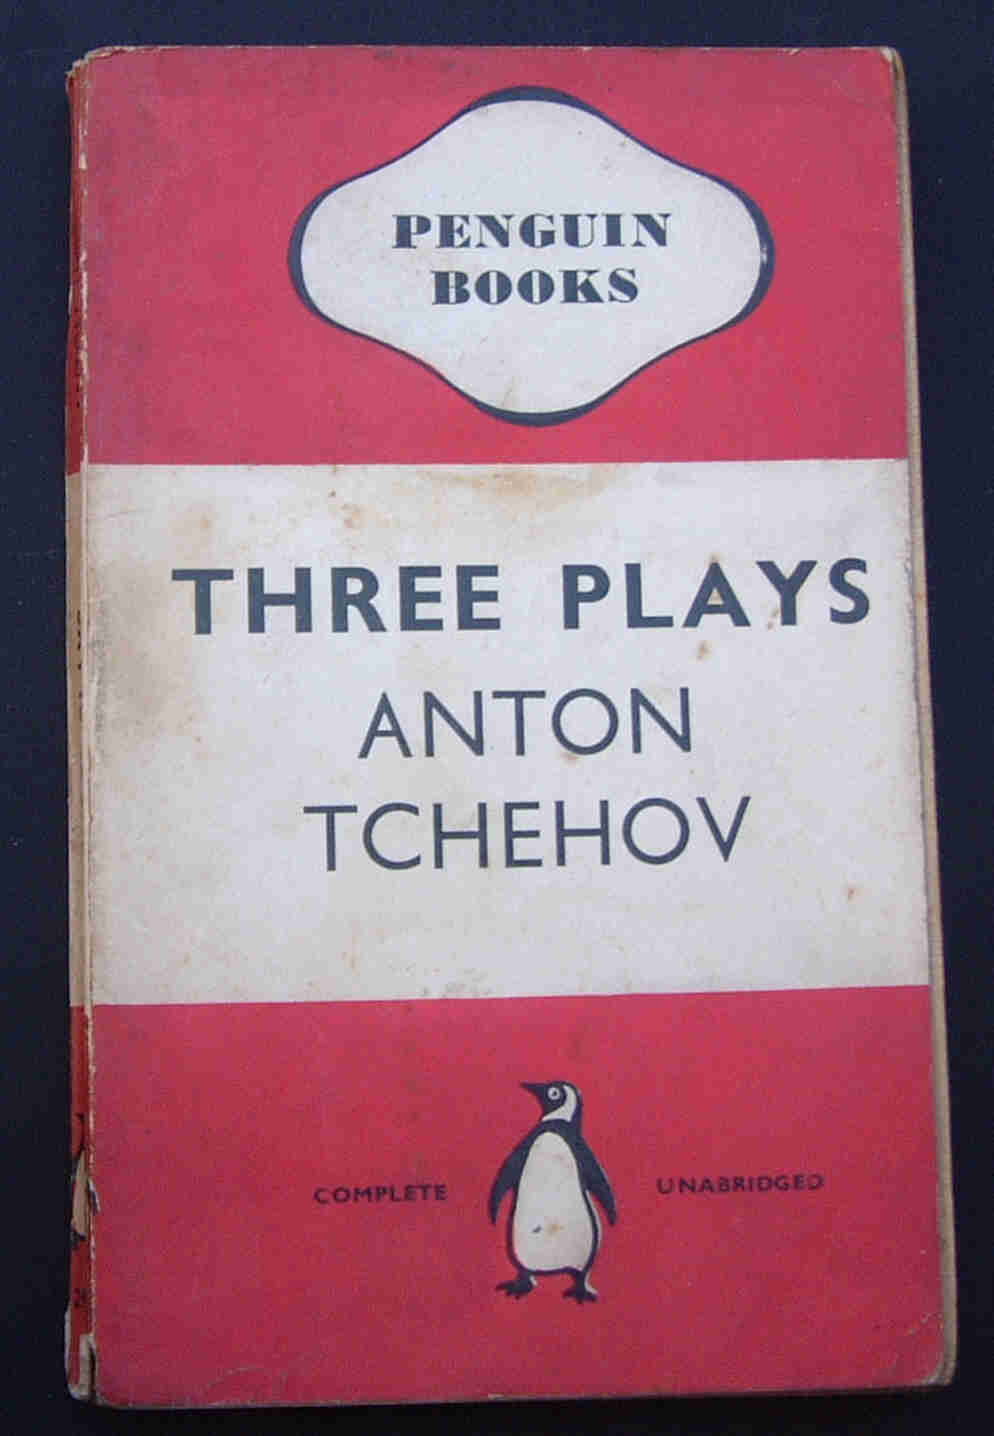 PENGUIN
BOOKS
THREE PLAYS
ANTON
TCHEHOV
COMPLETE
UNABRIDGED